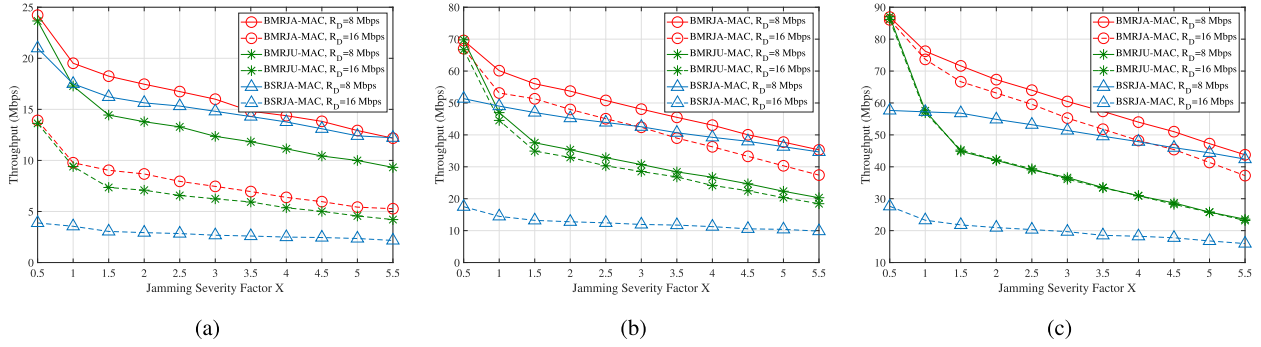 25
20
15
10
5
0
Throughput (Mbps)
BMRJA-MAC, R_D=8 Mbps
BMRJA-MAC, R_D=16 Mbps
BMRJU-MAC, R_D=8 Mbps
BMRJU-MAC, R_D=16 Mbps
BSRJA-MAC, R_D=8 Mbps
BSRJA-MAC, R_D=16 Mbps
0.5 1 1.5 2 2.5 3 3.5 4 4.5 5 5.5
Jamming Severity Factor X
(a)
80
70
60
50
40
30
20
10
0
Throughput (Mbps)
BMRJA-MAC, R_D=8 Mbps
BMRJA-MAC, R_D=16 Mbps
BMRJU-MAC, R_D=8 Mbps
BMRJU-MAC, R_D=16 Mbps
BSRJA-MAC, R_D=8 Mbps
BSRJA-MAC, R_D=16 Mbps
0.5 1 1.5 2 2.5 3 3.5 4 4.5 5 5.5
Jamming Severity Factor X
(b)
90
80
70
60
50
40
30
20
10
Throughput (Mbps)
BMRJA-MAC, R_D=8 Mbps
BMRJA-MAC, R_D=16 Mbps
BMRJU-MAC, R_D=8 Mbps
BMRJU-MAC, R_D=16 Mbps
BSRJA-MAC, R_D=8 Mbps
BSRJA-MAC, R_D=16 Mbps
0.5 1 1.5 2 2.5 3 3.5 4 4.5 5 5.5
Jamming Severity Factor X
(c)